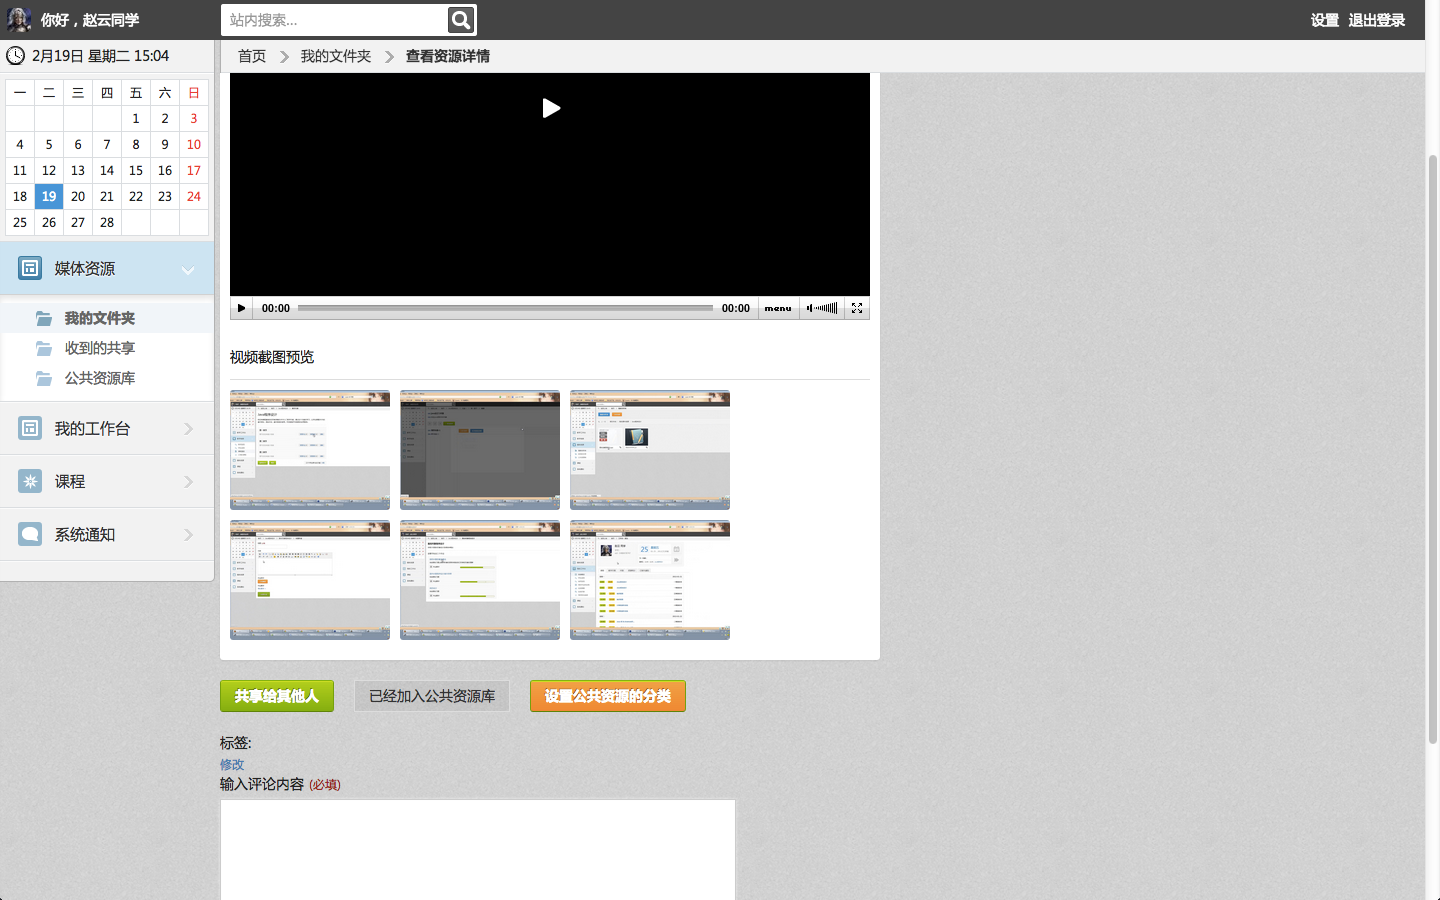 你好，赵云同学
站内搜索...
设置 退出登录
2月19日 星期二 15:04
首页 我的文件夹 查看资源详情
一 二 三 四 五 六 日
1 2 3
4 5 6 7 8 9 10
11 12 13 14 15 16 17
18 19 20 21 22 23 24
25 26 27 28
媒体资源
我的文件夹
收到的共享
公共资源库
我的工作台
课程
系统通知
00:00 00:00 menu
视频截图预览
共享给其他人 已经加入公共资源库 设置公共资源的分类
标签:
修改
输入评论内容 (必填)